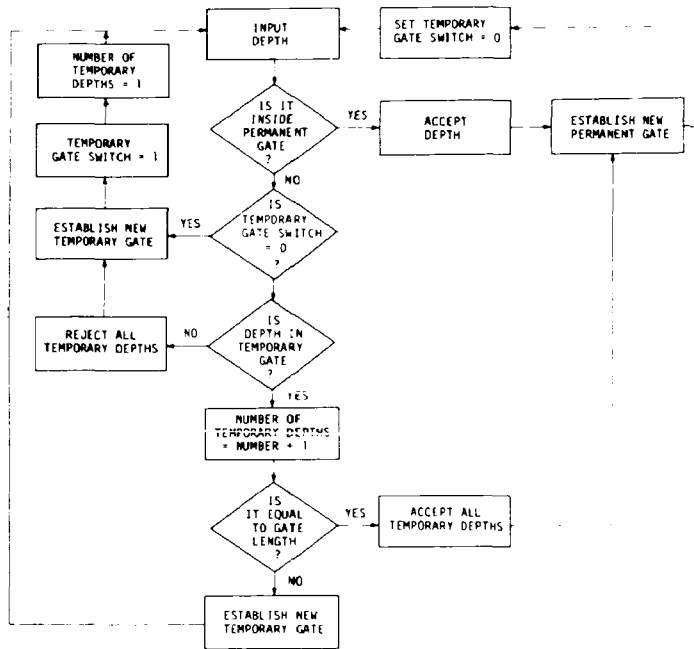 INPUT
DEPTH
SET TEMPORARY
GATE SWITCH = 0
NUMBER OF
TEMPORARY
DEPTHS = 1
IS IT
INSIDE
PERMANENT
GATE
?
YES
ACCEPT
DEPTH
ESTABLISH NEW
PERMANENT GATE
TEMPORARY
GATE SWITCH = 1
NO
IS
TEMPORARY
GATE SWITCH
= 0
?
YES
ESTABLISH NEW
TEMPORARY GATE
IS
DEPTH IN
TEMPORARY
GATE
?
NO
REJECT ALL
TEMPORARY DEPTHS
YES
NUMBER OF
TEMPORARY DEPTHS
= NUMBER + 1
IS
IT EQUAL
TO GATE
LENGTH
?
YES
ACCEPT ALL
TEMPORARY DEPTHS
NO
ESTABLISH NEW
TEMPORARY GATE